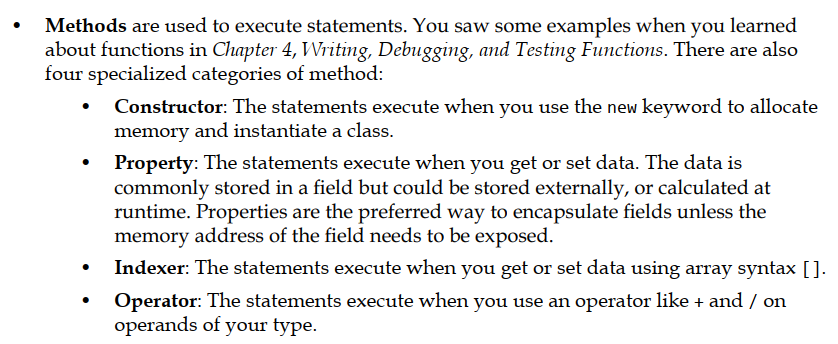 • Methods are used to execute statements. You saw some examples when you learned
about functions in Chapter 4, Writing, Debugging, and Testing Functions. There are also
four specialized categories of method:
• Constructor: The statements execute when you use the new keyword to allocate
memory and instantiate a class.
• Property: The statements execute when you get or set data. The data is
commonly stored in a field but could be stored externally, or calculated at
runtime. Properties are the preferred way to encapsulate fields unless the
memory address of the field needs to be exposed.
• Indexer: The statements execute when you get or set data using array syntax [].
• Operator: The statements execute when you use an operator like + and / on
operands of your type.